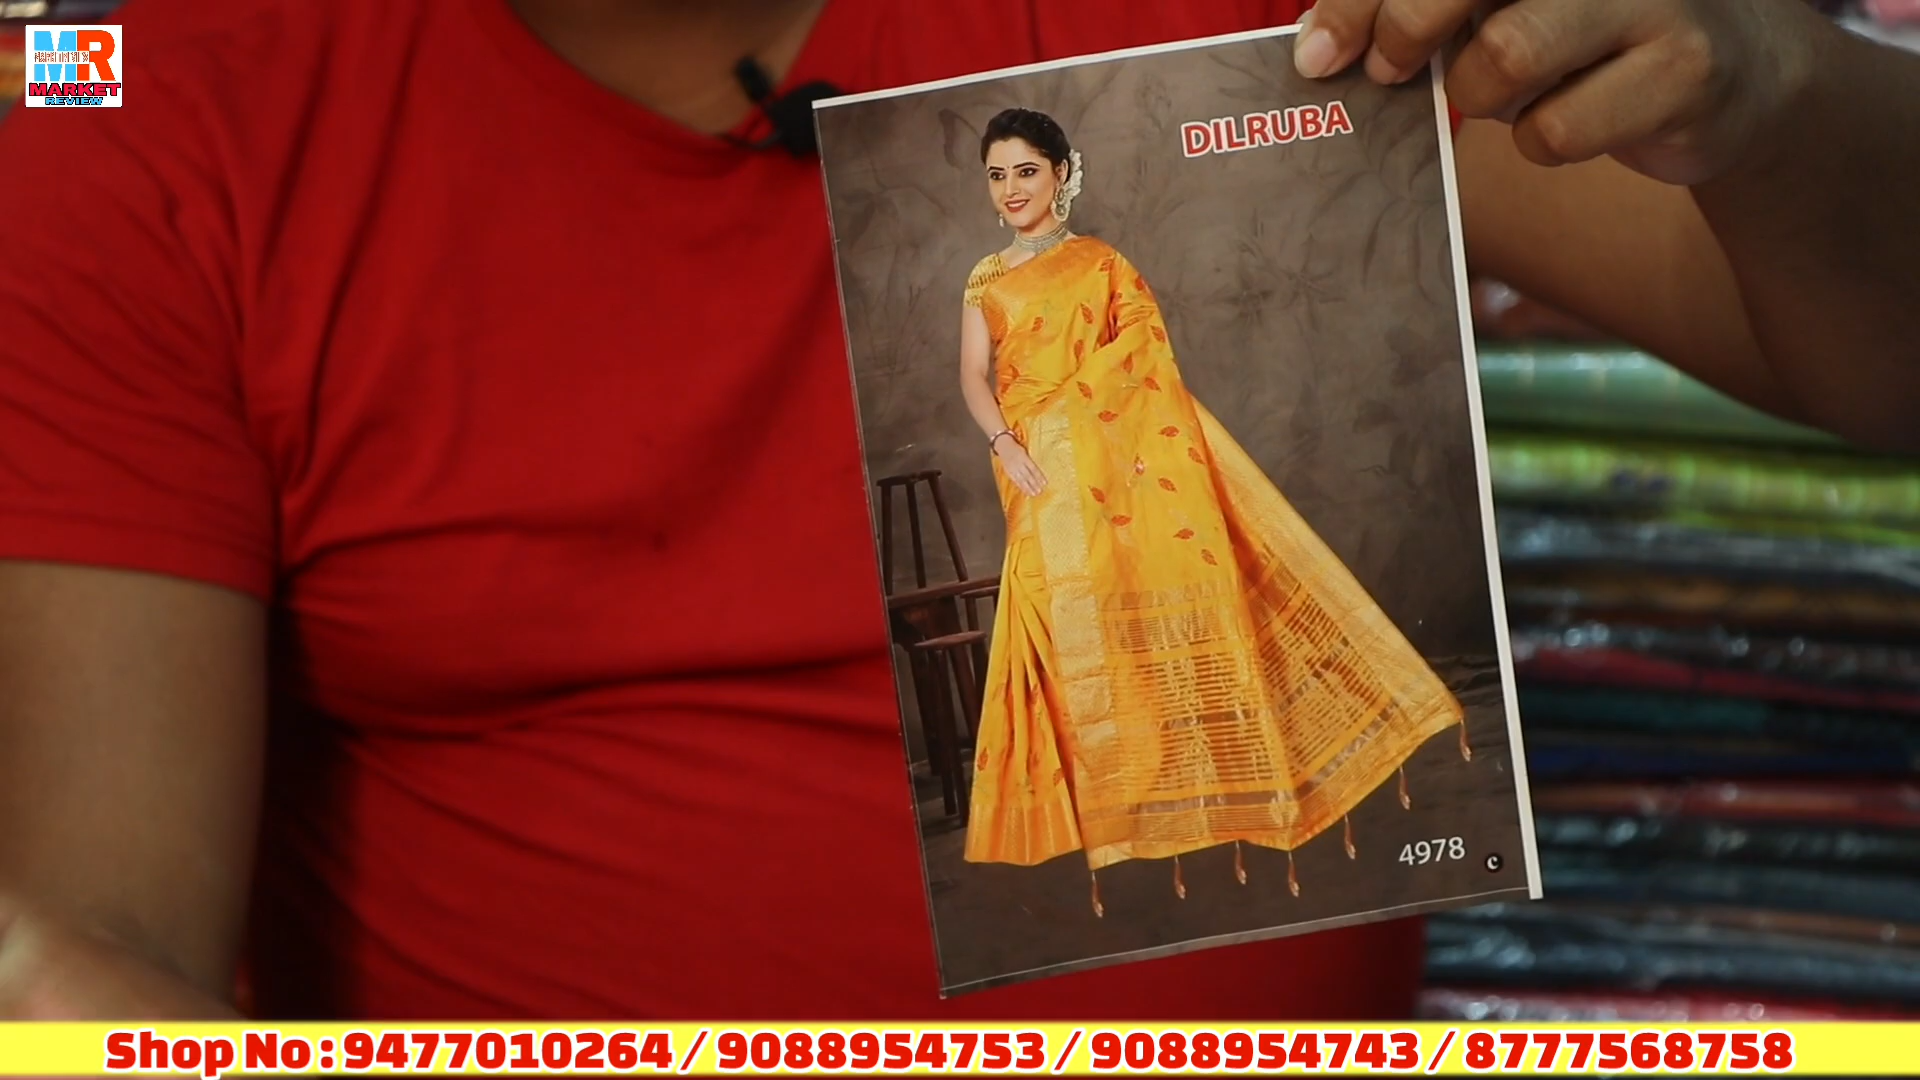 MR
MARKET
REVIEW
DILRUBA
4978
C
Shop No : 9477010264 / 9088954753 / 9088954743 / 8777568758